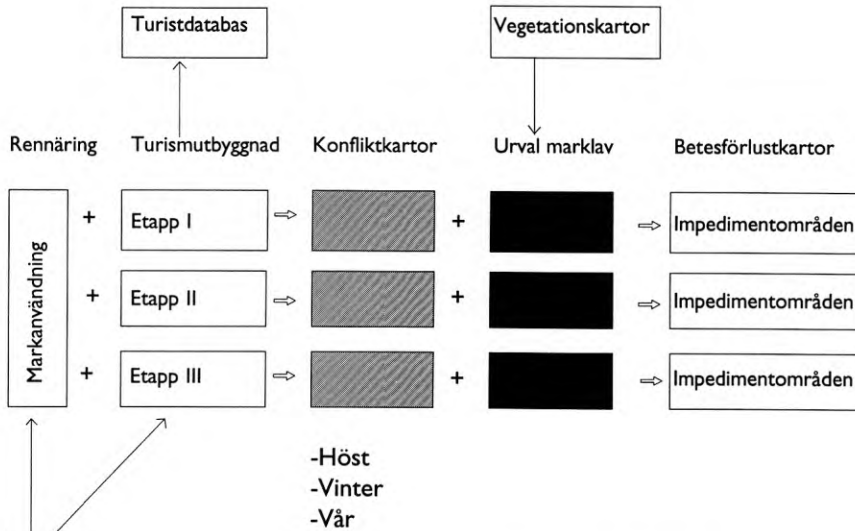 Turistdatabas
Vegetationskartor
Rennäring
Turismutbyggnad
Konfliktkartor
Urval marklav
Betesförlustkartor
Markanvändning
+
Etapp I
+
Impedimentområden
+
Etapp II
+
Impedimentområden
+
Etapp III
+
Impedimentområden
-Höst
-Vinter
-Vår